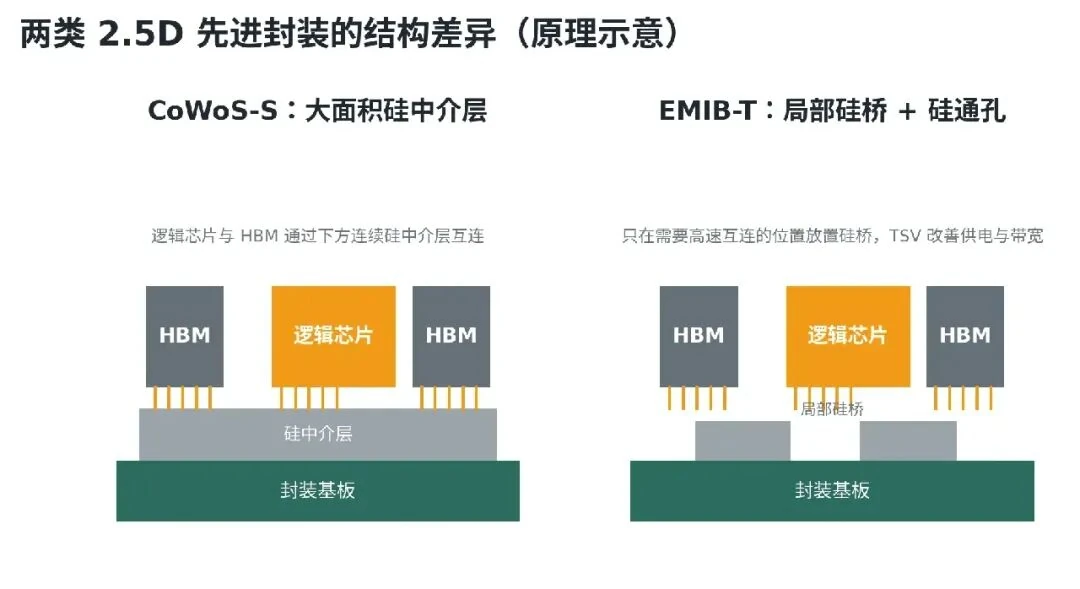 两类 2.5D 先进封装的结构差异（原理示意）
CoWoS-S：大面积硅中介层
EMIB-T：局部硅桥 + 硅通孔
逻辑芯片与 HBM 通过下方连续硅中介层互连
只在需要高速互连的位置放置硅桥，TSV 改善供电与带宽
HBM
逻辑芯片
HBM
HBM
逻辑芯片
HBM
局部硅桥
硅中介层
封装基板
封装基板